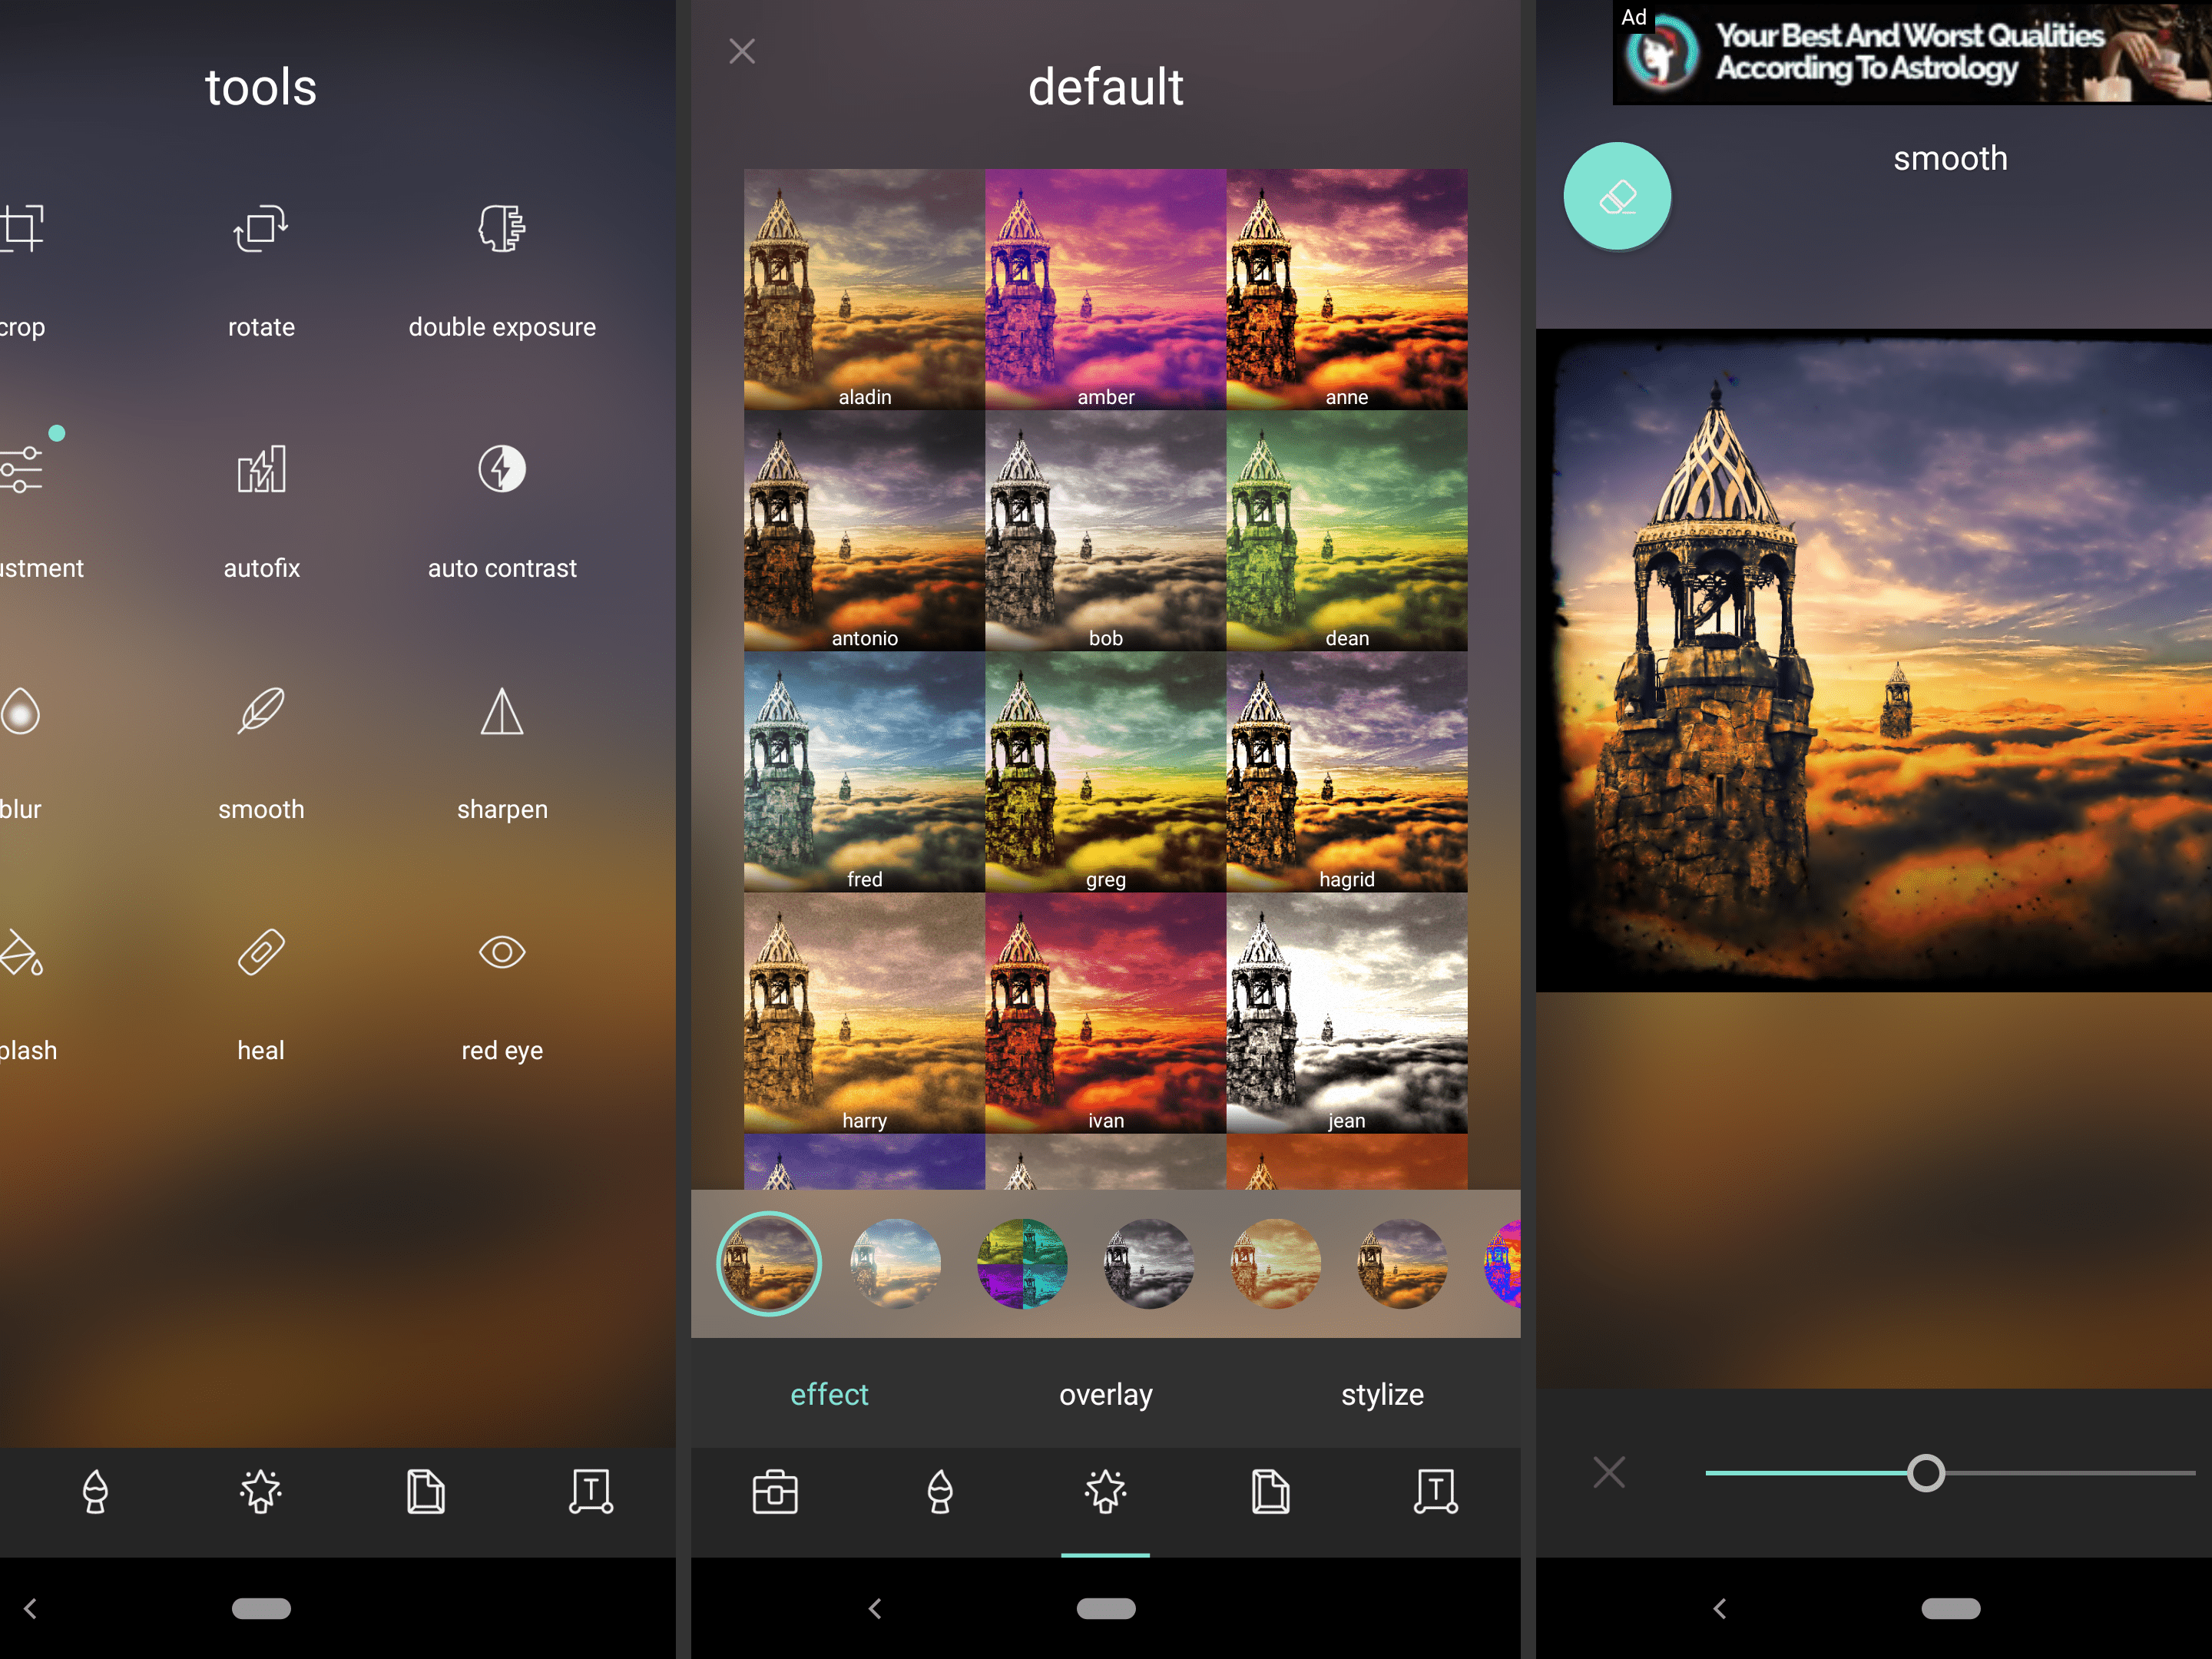 tools
crop
rotate
double exposure
ustment
autofix
auto contrast
blur
smooth
sharpen
plash
heal
red eye
T
default
aladin
amber
anne
antonio
bob
dean
fred
greg
hagrid
harry
ivan
jean
effect
overlay
stylize
T
Ad
Your Best And Worst Qualities
According To Astrology
smooth